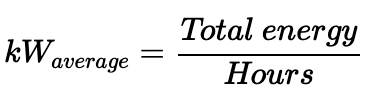 kW_average = Total energy / Hours